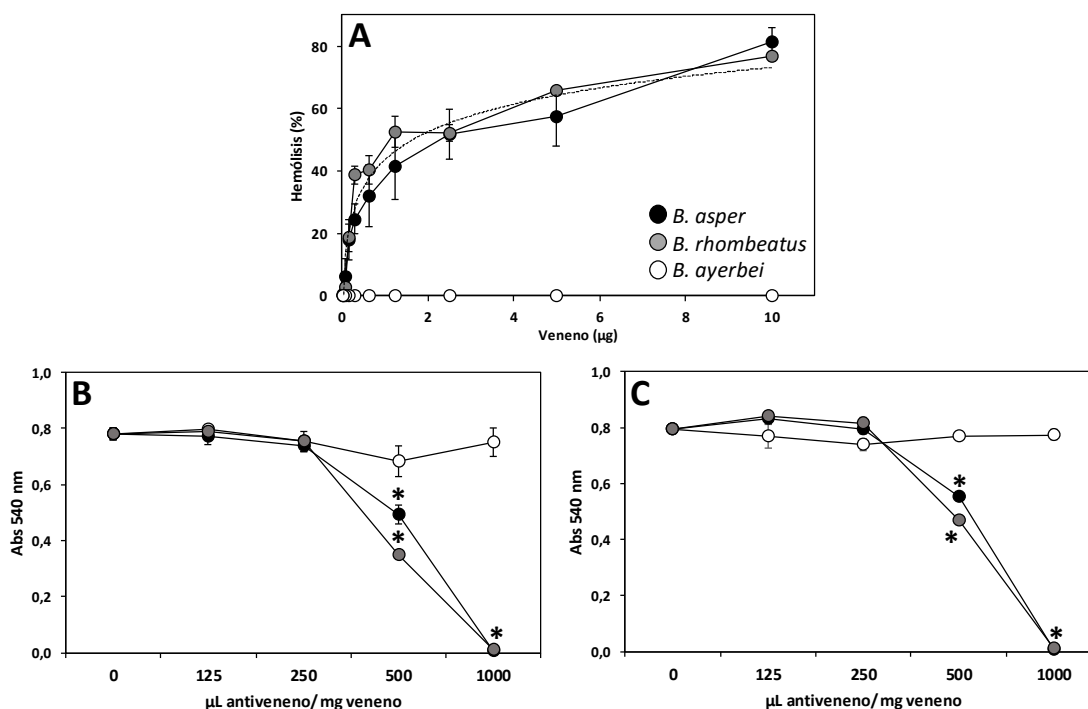 A
80
60
40
20
0
Hemólisis (%)
0 2 4 6 8 10
Veneno (µg)
B. asper
B. rhombeatus
B. ayerbei
B
1,0
0,8
0,6
0,4
0,2
0,0
Abs 540 nm
*
*
*
0 125 250 500 1000
µL antiveneno/ mg veneno
C
1,0
0,8
0,6
0,4
0,2
0,0
Abs 540 nm
*
*
*
0 125 250 500 1000
µL antiveneno/ mg veneno